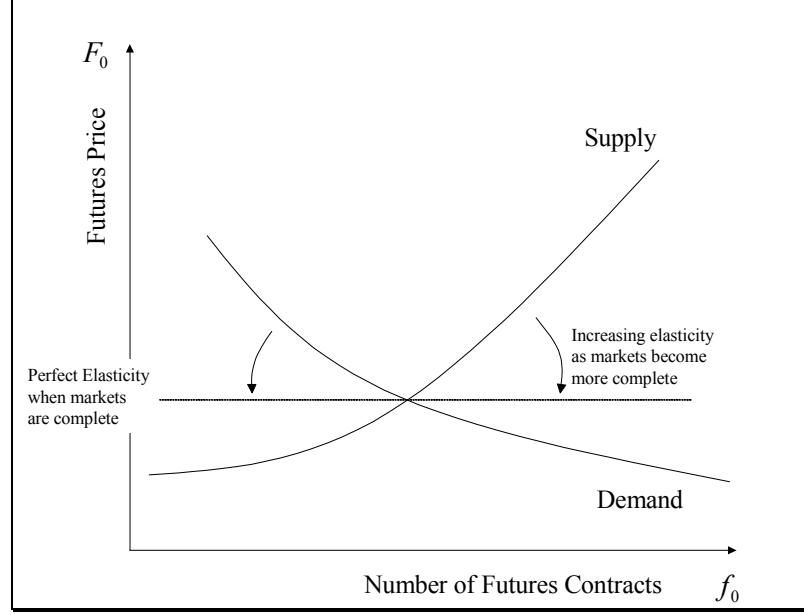 F₀
Futures Price
Supply
Increasing elasticity
as markets become
more complete
Perfect Elasticity
when markets
are complete
Demand
Number of Futures Contracts f₀